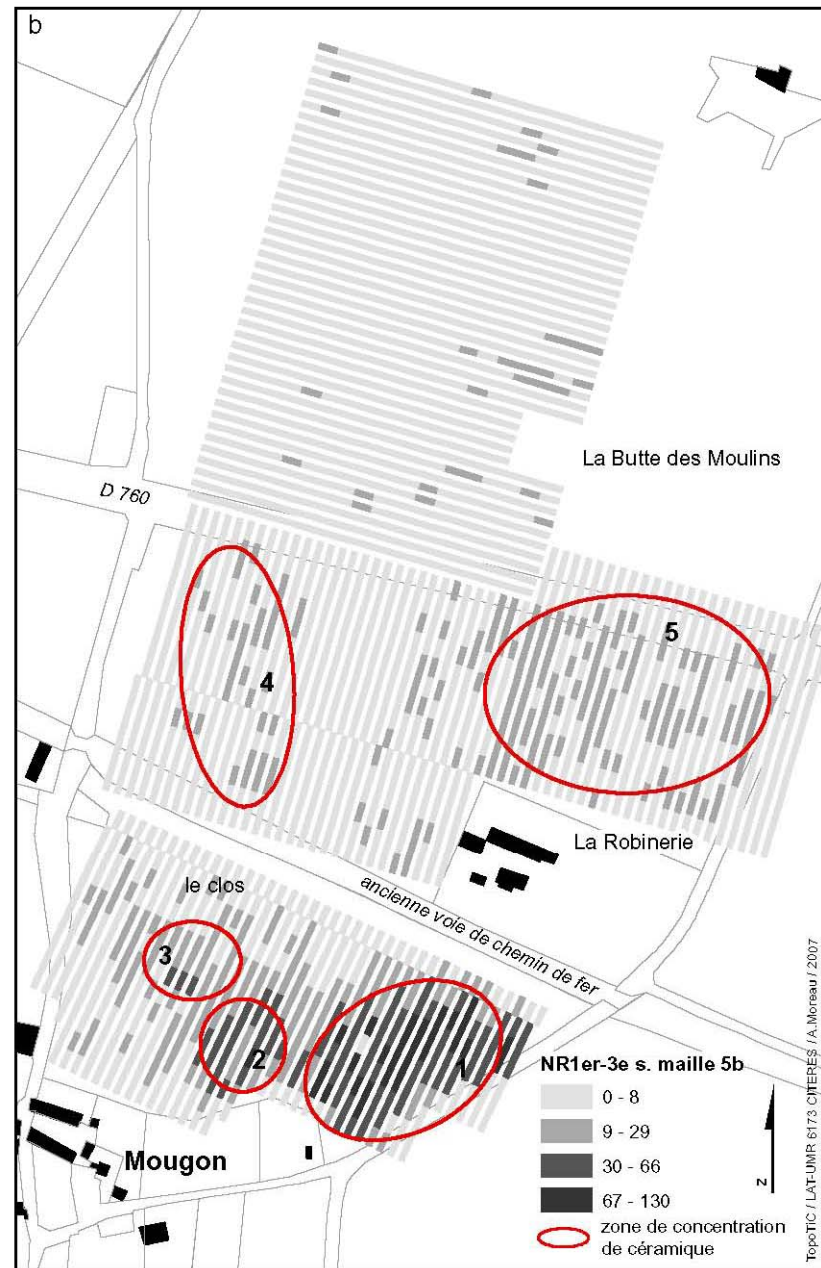 b
La Butte des Moulins
D 760
5
4
La Robinerie
le clos
ancienne voie de chemin de fer
3
2
1
Mougon
NR1er-3e s. maille 5b
0 - 8
9 - 29
30 - 66
67 - 130
zone de concentration
de céramique
N
TopoTiC / LAT-UMR 6173 CITERES / A.Moreau / 2007